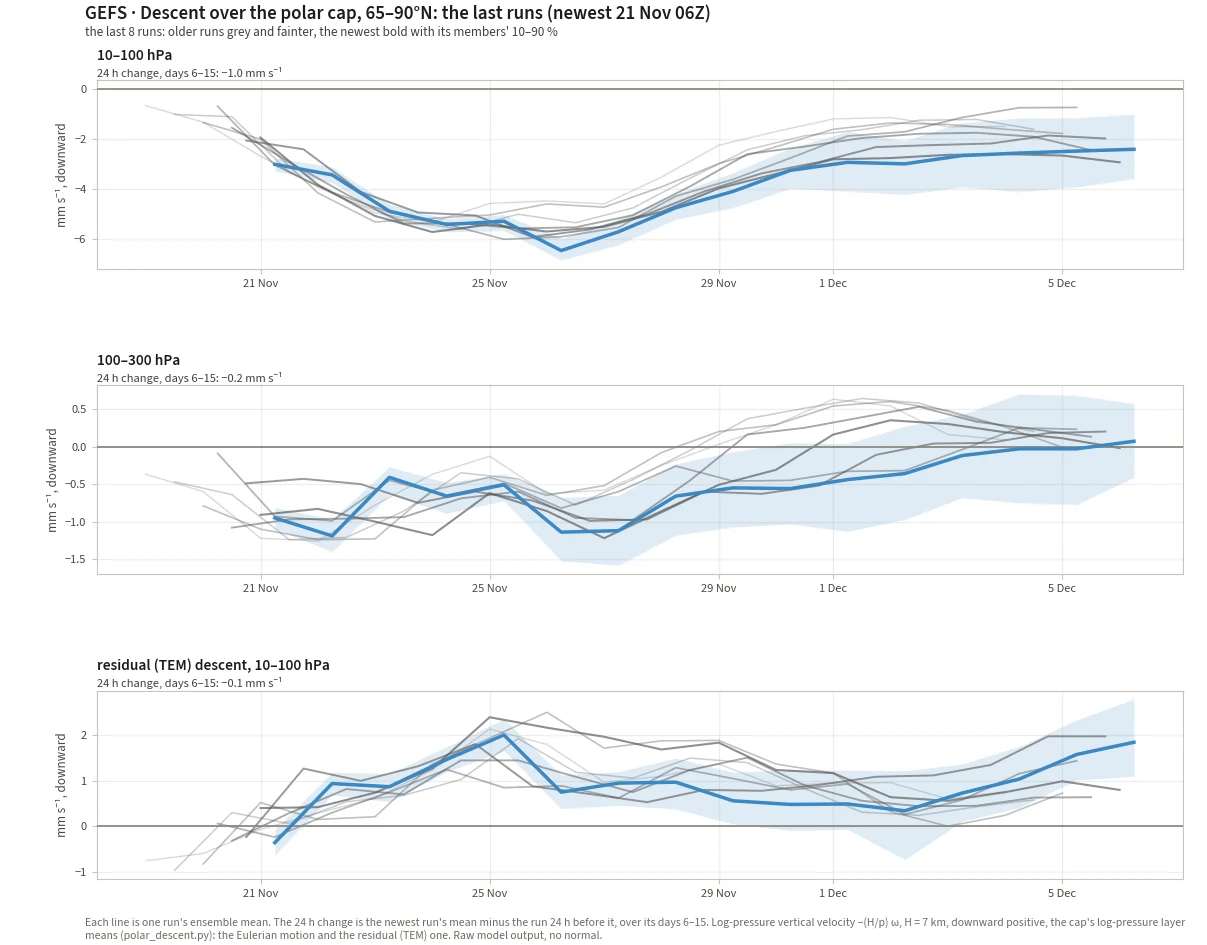 GEFS · Descent over the polar cap, 65–90°N: the last runs (newest 21 Nov 06Z)
the last 8 runs: older runs grey and fainter, the newest bold with its members' 10–90 %
10–100 hPa
24 h change, days 6–15: −1.0 mm s⁻¹
mm s⁻¹, downward
0
−2
−4
−6
21 Nov
25 Nov
29 Nov
1 Dec
5 Dec
100–300 hPa
24 h change, days 6–15: −0.2 mm s⁻¹
mm s⁻¹, downward
0.5
0.0
−0.5
−1.0
−1.5
21 Nov
25 Nov
29 Nov
1 Dec
5 Dec
residual (TEM) descent, 10–100 hPa
24 h change, days 6–15: −0.1 mm s⁻¹
mm s⁻¹, downward
2
1
0
−1
21 Nov
25 Nov
29 Nov
1 Dec
5 Dec
Each line is one run's ensemble mean. The 24 h change is the newest run's mean minus the run 24 h before it, over its days 6–15. Log-pressure vertical velocity −(H/p) ω, H = 7 km, downward positive, the cap's log-pressure layer
means (polar_descent.py): the Eulerian motion and the residual (TEM) one. Raw model output, no normal.